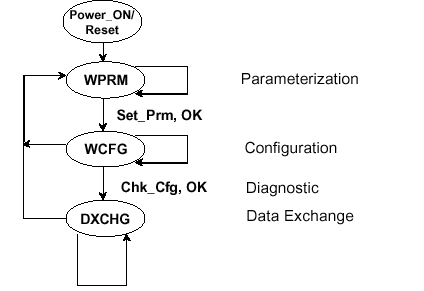 Power_ON/
Reset
WPRM
Parameterization
Set_Prm, OK
WCFG
Configuration
Chk_Cfg, OK
Diagnostic
DXCHG
Data Exchange